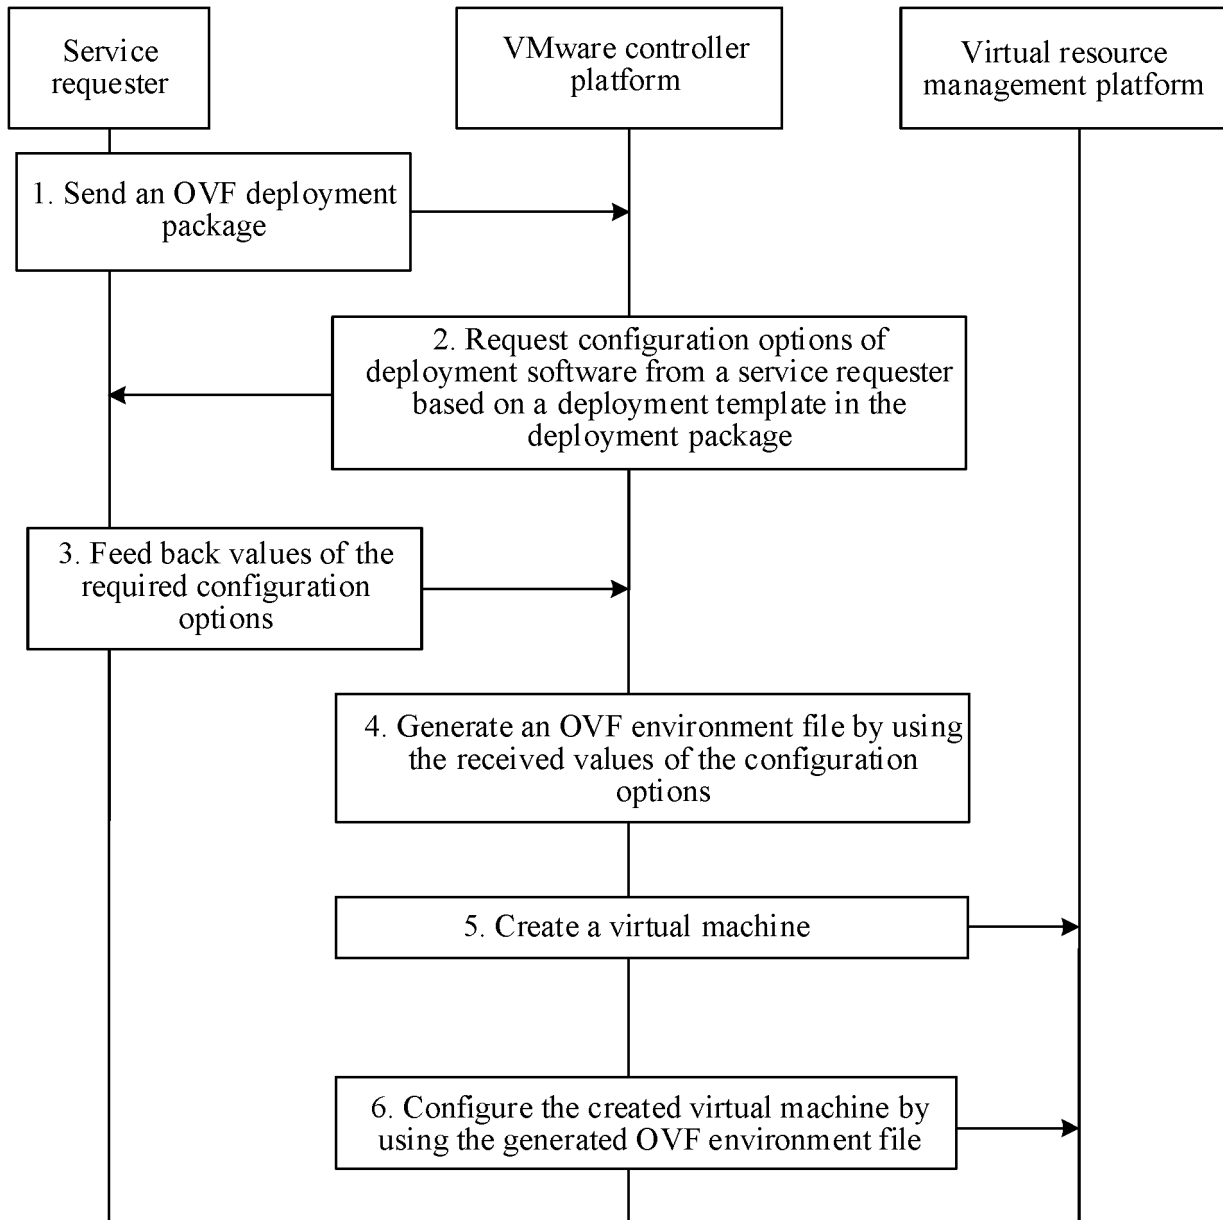 Service
requester
VMware controller
platform
Virtual resource
management platform
1. Send an OVF deployment
package
2. Request configuration options of
deployment software from a service requester
based on a deployment template in the
deployment package
3. Feed back values of the
required configuration
options
4. Generate an OVF environment file by using
the received values of the configuration
options
5. Create a virtual machine
6. Configure the created virtual machine by
using the generated OVF environment file